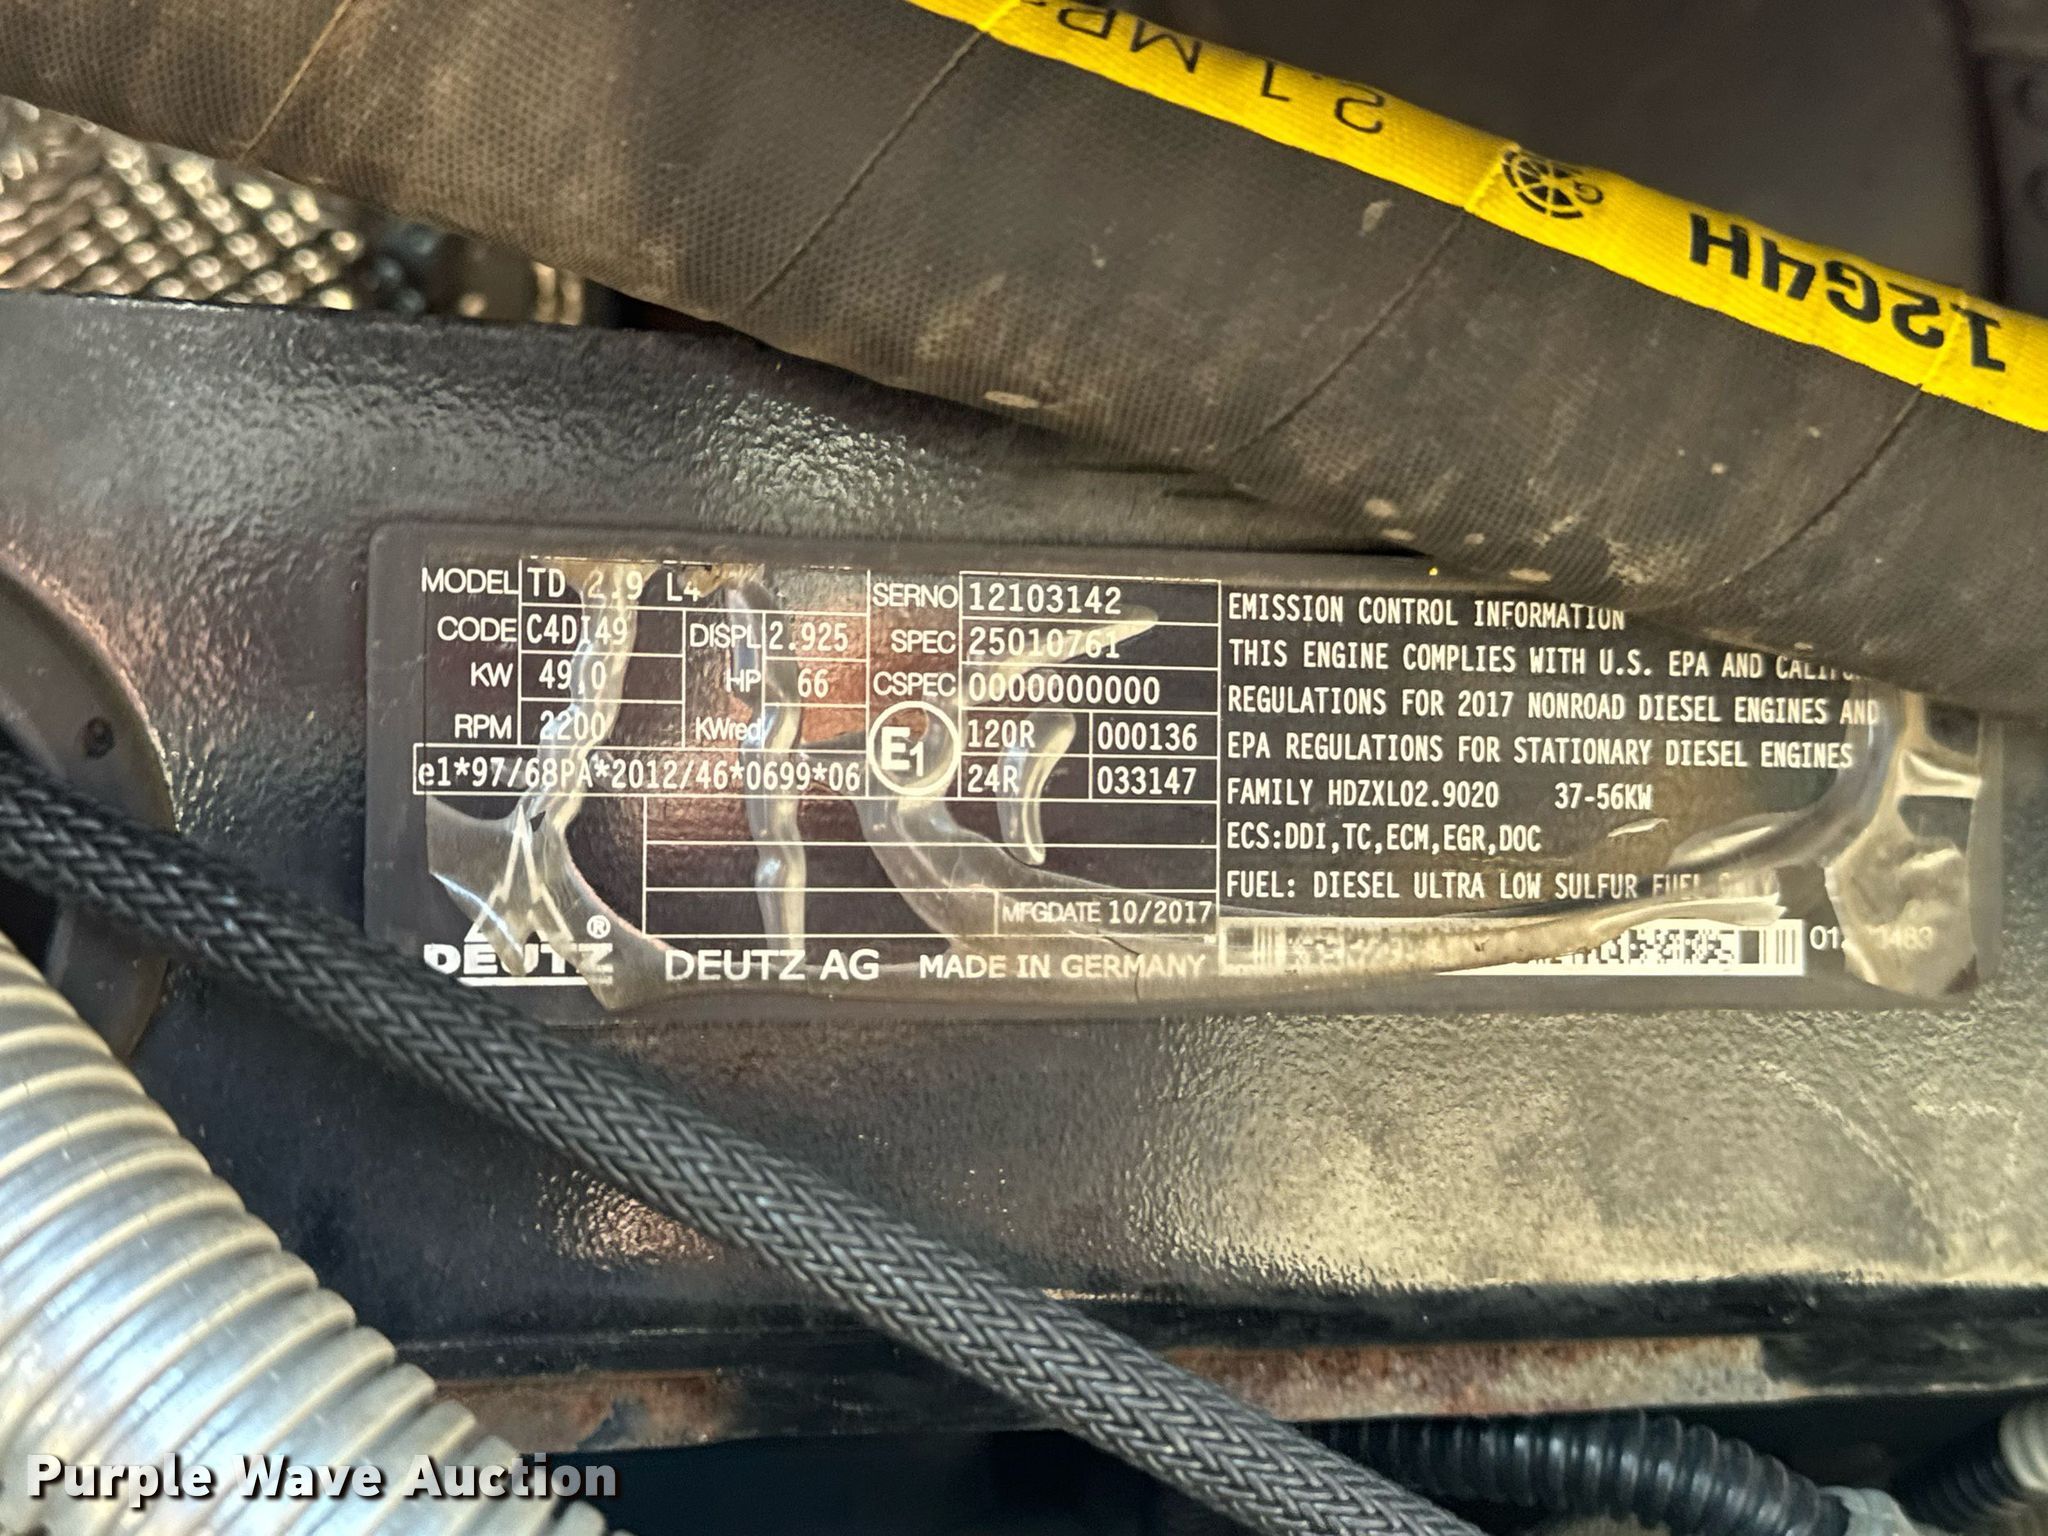 2.1 MP
G
12G4H
MODEL TD 2.9 L4
CODE C4DI49 DISPL 2.925
KW 49,0 HP 66
RPM 2200 KWred
e1*97/68PA*2012/46*0699*06
SERNO 12103142
SPEC 25010761
CSPEC 0000000000
E1 120R 000136
24R 033147
MFGDATE 10/2017
DEUTZ ® DEUTZ AG MADE IN GERMANY
EMISSION CONTROL INFORMATION
THIS ENGINE COMPLIES WITH U.S. EPA AND
REGULATIONS FOR 2017 NONROAD DIESEL ENGINES AND
EPA REGULATIONS FOR STATIONARY DIESEL ENGINES
FAMILY HDZXL02.9020 37-56KW
ECS:DDI,TC,ECM,EGR,DOC
FUEL: DIESEL ULTRA LOW SULFUR FUEL ONLY
Purple Wave Auction